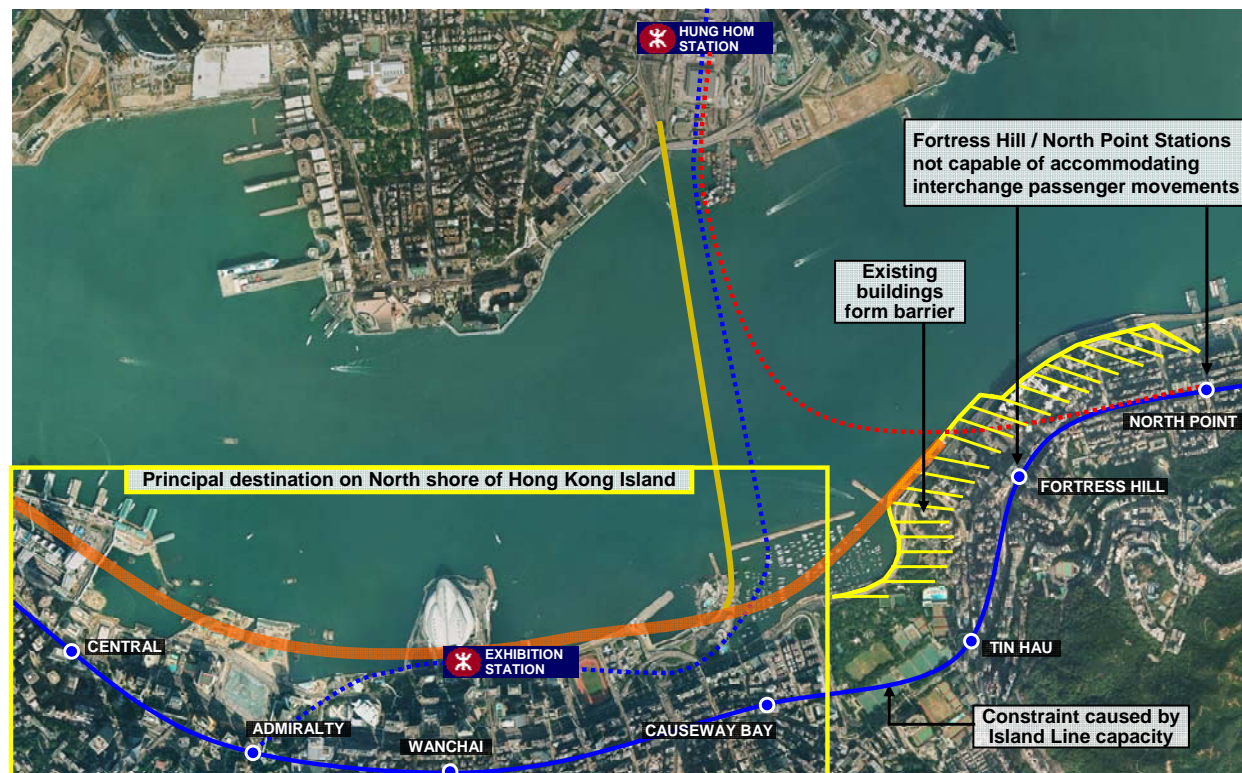 HUNG HOM
STATION
Fortress Hill / North Point Stations
not capable of accommodating
interchange passenger movements
Existing
buildings
form barrier
NORTH POINT
Principal destination on North shore of Hong Kong Island
FORTRESS HILL
CENTRAL
EXHIBITION
STATION
TIN HAU
ADMIRALTY
WANCHAI
CAUSEWAY BAY
Constraint caused by
Island Line capacity